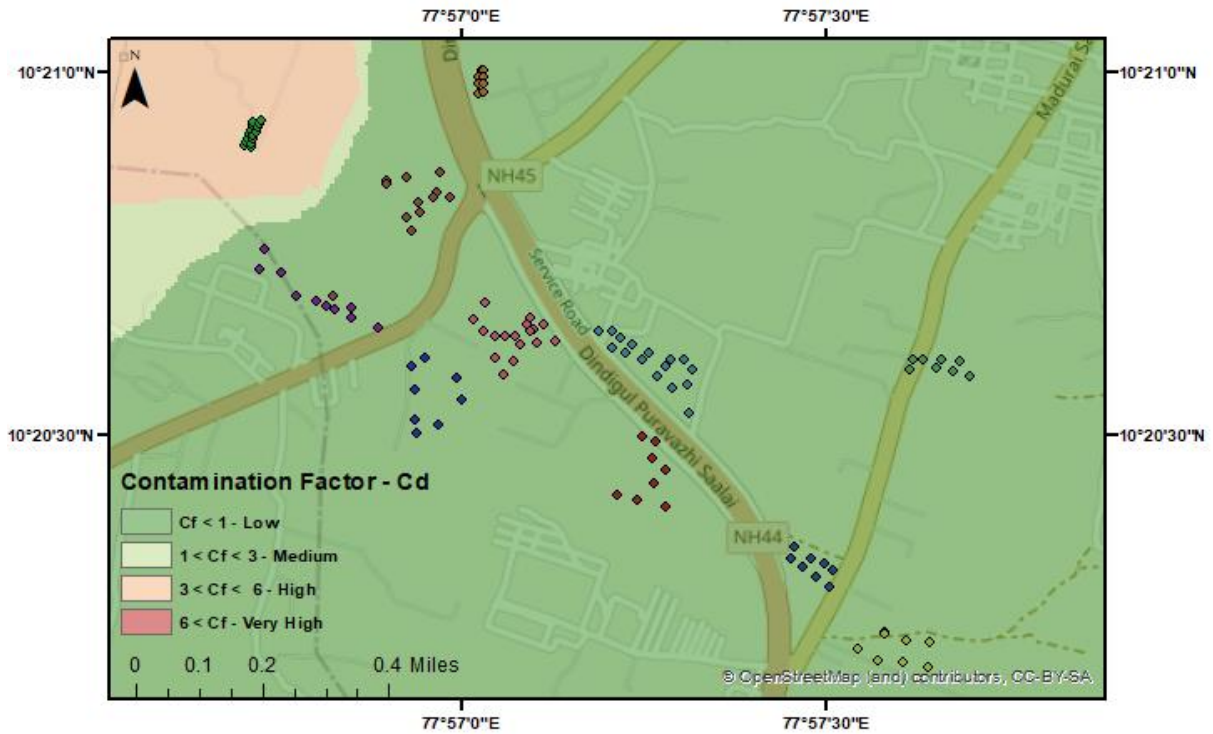 77°57'0"E 77°57'30"E
10°21'0"N 10°21'0"N
N
Din
Madurai Sa
NH45
Service Road
Dindigul Puravazhi Saalai
10°20'30"N 10°20'30"N
NH44
Contamination Factor - Cd
Cf < 1 - Low
1 < Cf < 3 - Medium
3 < Cf < 6 - High
6 < Cf - Very High
0 0.1 0.2 0.4 Miles
© OpenStreetMap (and) contributors, CC-BY-SA
77°57'0"E 77°57'30"E